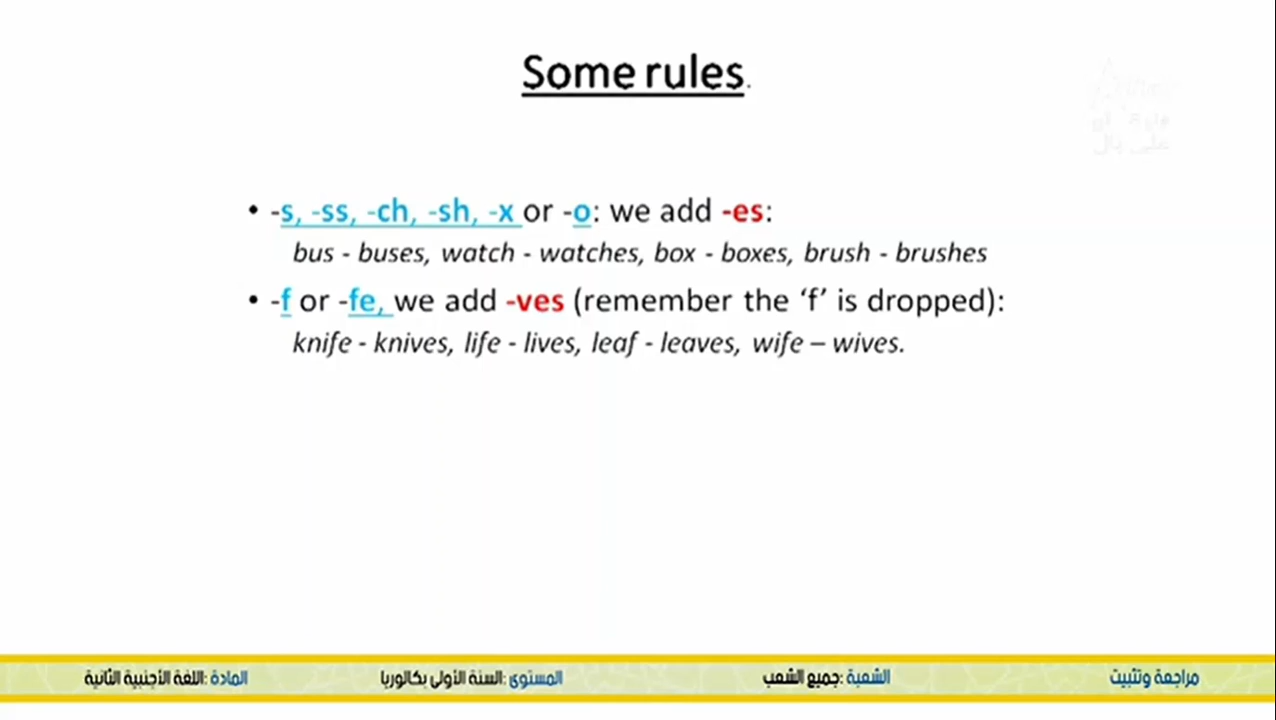 Some rules.
• -s, -ss, -ch, -sh, -x or -o: we add -es:
bus - buses, watch - watches, box - boxes, brush - brushes
• -f or -fe, we add -ves (remember the ‘f’ is dropped):
knife - knives, life - lives, leaf - leaves, wife – wives.
مراجعة وتثبيت الشعبة :جميع الشعب المستوى :السنة الأولى بكالوريا المادة :اللغة الأجنبية الثانية